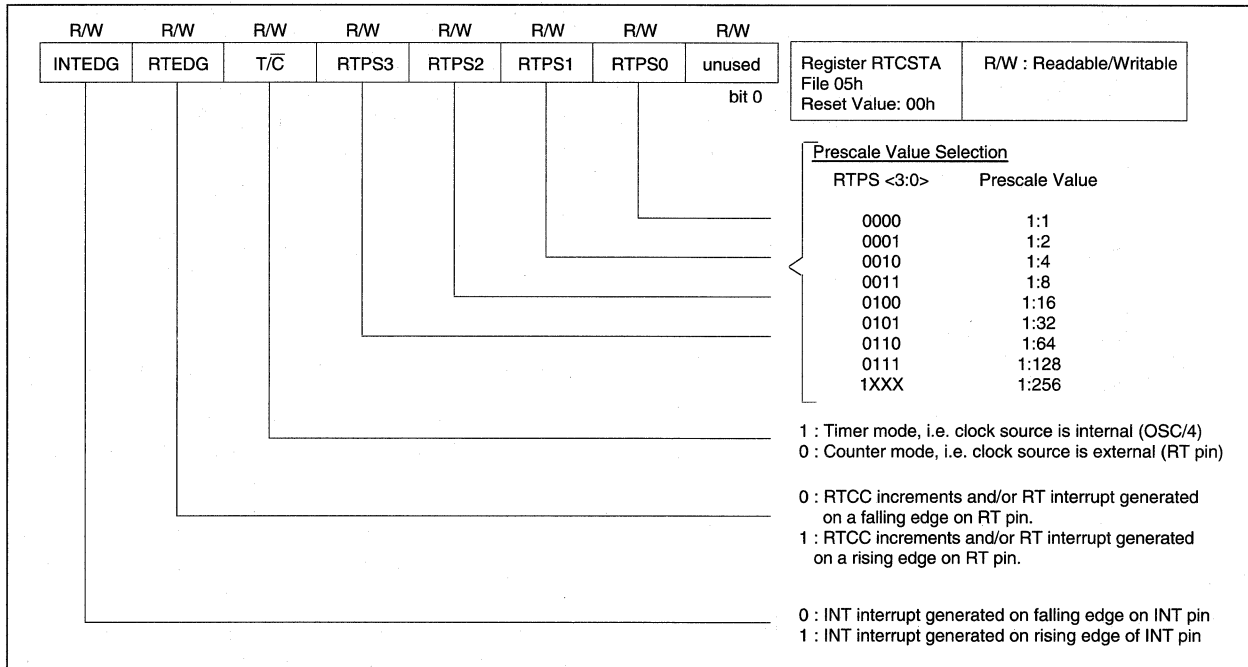 R/W R/W R/W R/W R/W R/W R/W R/W
INTEDG RTEDG T/C̅ RTPS3 RTPS2 RTPS1 RTPS0 unused
bit 0
Register RTCSTA
File 05h
Reset Value: 00h
R/W : Readable/Writable
Prescale Value Selection
RTPS <3:0> Prescale Value
0000 1:1
0001 1:2
0010 1:4
0011 1:8
0100 1:16
0101 1:32
0110 1:64
0111 1:128
1XXX 1:256
1 : Timer mode, i.e. clock source is internal (OSC/4)
0 : Counter mode, i.e. clock source is external (RT pin)
0 : RTCC increments and/or RT interrupt generated
on a falling edge on RT pin.
1 : RTCC increments and/or RT interrupt generated
on a rising edge on RT pin.
0 : INT interrupt generated on falling edge on INT pin
1 : INT interrupt generated on rising edge of INT pin